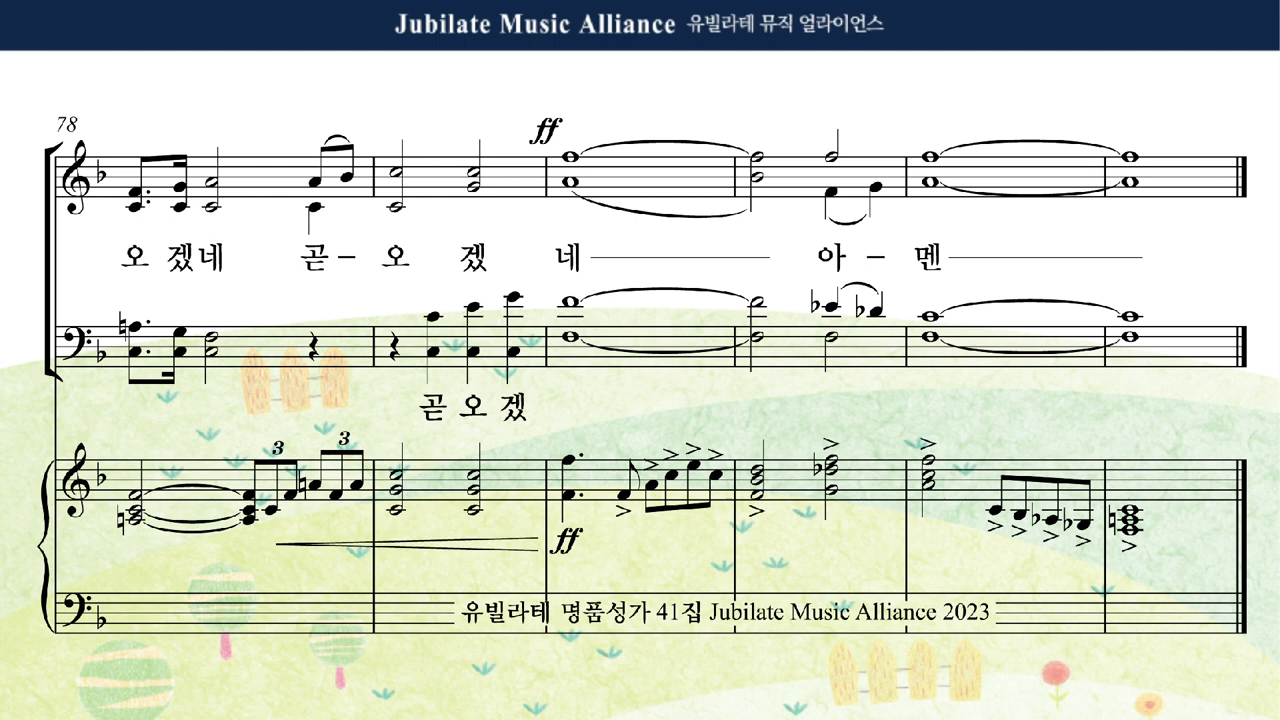 Jubilate Music Alliance 유빌라테 뮤직 얼라이언스
78
ff
오 겠네 곧 - 오 겠 네 아 - 멘
곧 오 겠
3 3
ff
유빌라테 명품성가 41집 Jubilate Music Alliance 2023